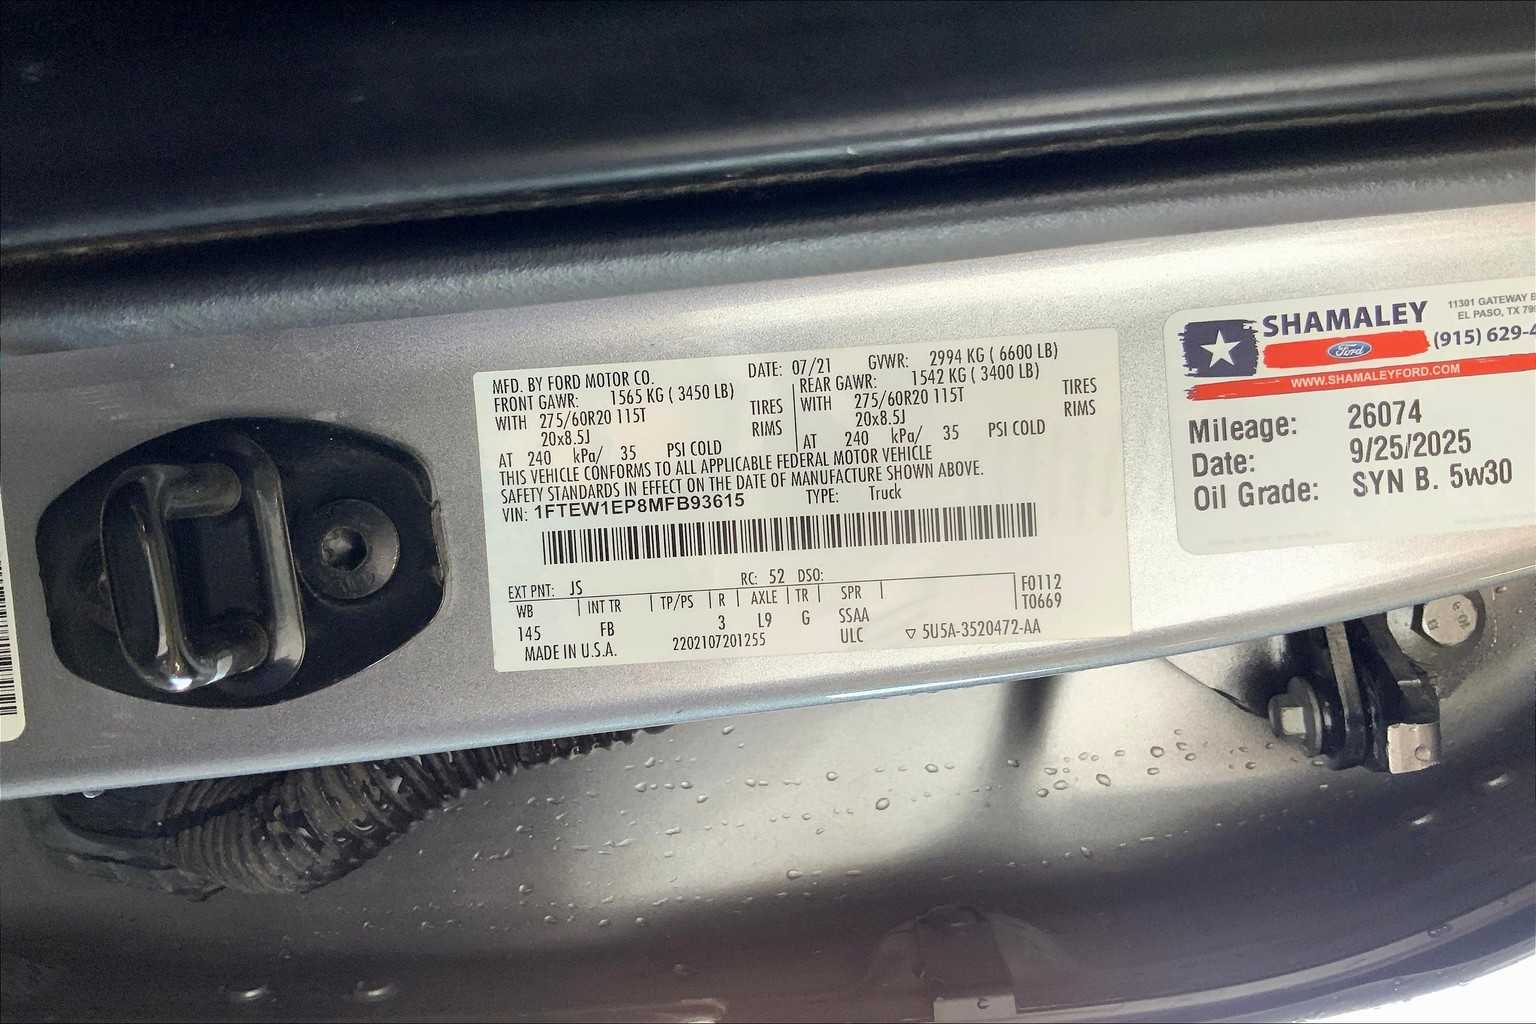 MFD. BY FORD MOTOR CO. DATE: 07/21 GVWR: 2994 KG ( 6600 LB)
FRONT GAWR: 1565 KG ( 3450 LB)
WITH 275/60R20 115T TIRES
20x8.5J RIMS
AT 240 kPa/ 35 PSI COLD
REAR GAWR: 1542 KG ( 3400 LB)
WITH 275/60R20 115T TIRES
20x8.5J RIMS
AT 240 kPa/ 35 PSI COLD
THIS VEHICLE CONFORMS TO ALL APPLICABLE FEDERAL MOTOR VEHICLE
SAFETY STANDARDS IN EFFECT ON THE DATE OF MANUFACTURE SHOWN ABOVE.
VIN: 1FTEW1EP8MFB93615 TYPE: Truck
EXT PNT: JS RC: 52 DSO:
WB INT TR TP/PS R AXLE TR SPR F0112
T0669
145 FB 3 L9 G SSAA
ULC
MADE IN U.S.A. 2202107201255 ▽ 5U5A-3520472-AA
SHAMALEY
Ford
11301 GATEWAY
EL PASO, TX
(915) 629-4
WWW.SHAMALEYFORD.COM
Mileage: 26074
Date: 9/25/2025
Oil Grade: SYN B. 5w30